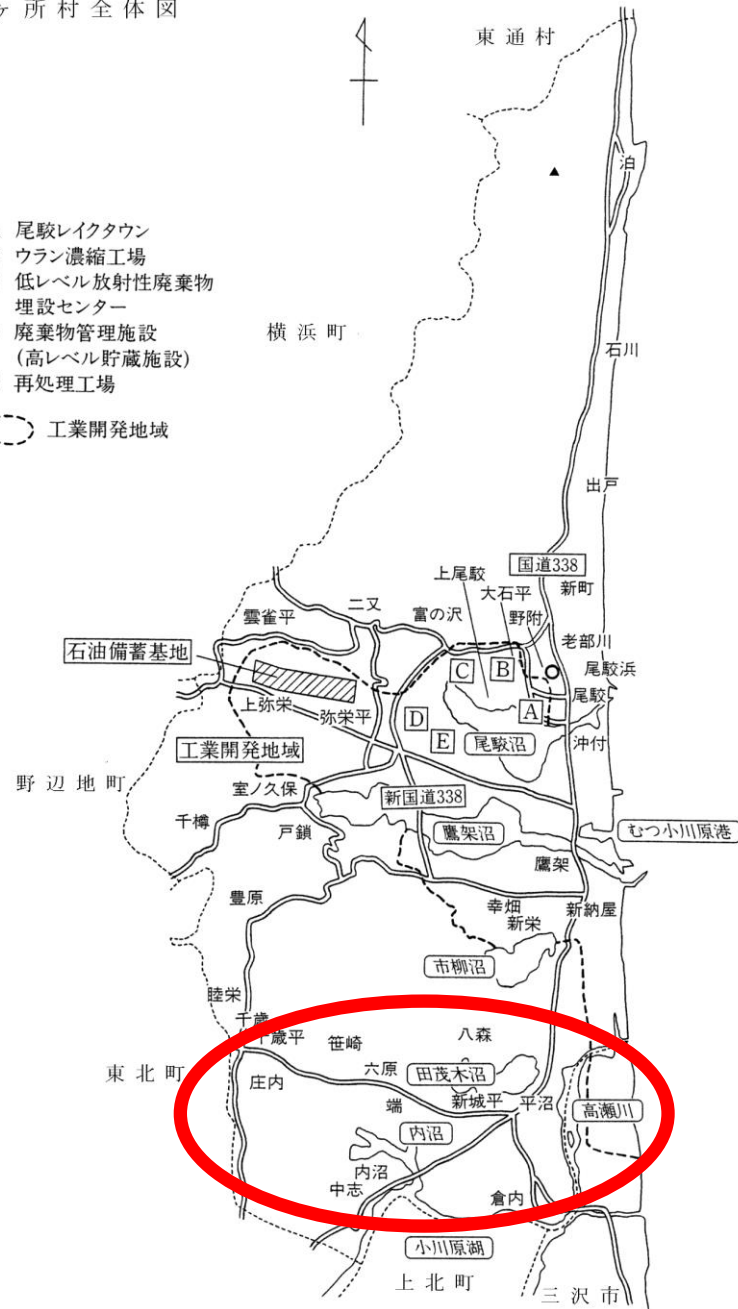 ヶ所村全体図
東通村
泊
尾駮レイクタウン
ウラン濃縮工場
低レベル放射性廃棄物
埋設センター
廃棄物管理施設
(高レベル貯蔵施設)
再処理工場
工業開発地域
横浜町
石川
出戸
国道338
上尾駮
大石平
新町
二又
富の沢
野附
雲雀平
老部川
石油備蓄基地
C
B
尾駮浜
尾駮
上弥栄
弥栄平
D
A
E
尾駮沼
沖付
工業開発地域
野辺地町
室ノ久保
新国道338
千樽
戸鎖
鷹架沼
むつ小川原港
鷹架
豊原
幸畑
新栄
新納屋
市柳沼
睦栄
千歳
千歳平
笹崎
八森
東北町
庄内
六原
田茂木沼
端
新城平
平沼
高瀬川
内沼
内沼
中志
倉内
小川原湖
上北町
三沢市